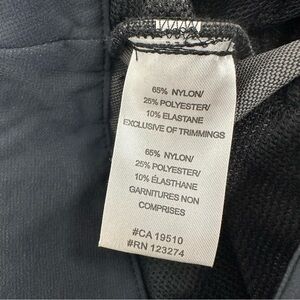 65% NYLON/
25% POLYESTER/
10% ELASTANE
EXCLUSIVE OF TRIMMINGS
65% NYLON/
25% POLYESTER/
10% ÉLASTHANE
GARNITURES NON
COMPRISES
#CA 19510
#RN 123274